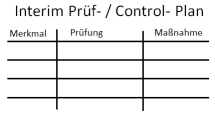 Interim Prüf- / Control- Plan
Merkmal Prüfung Maßnahme